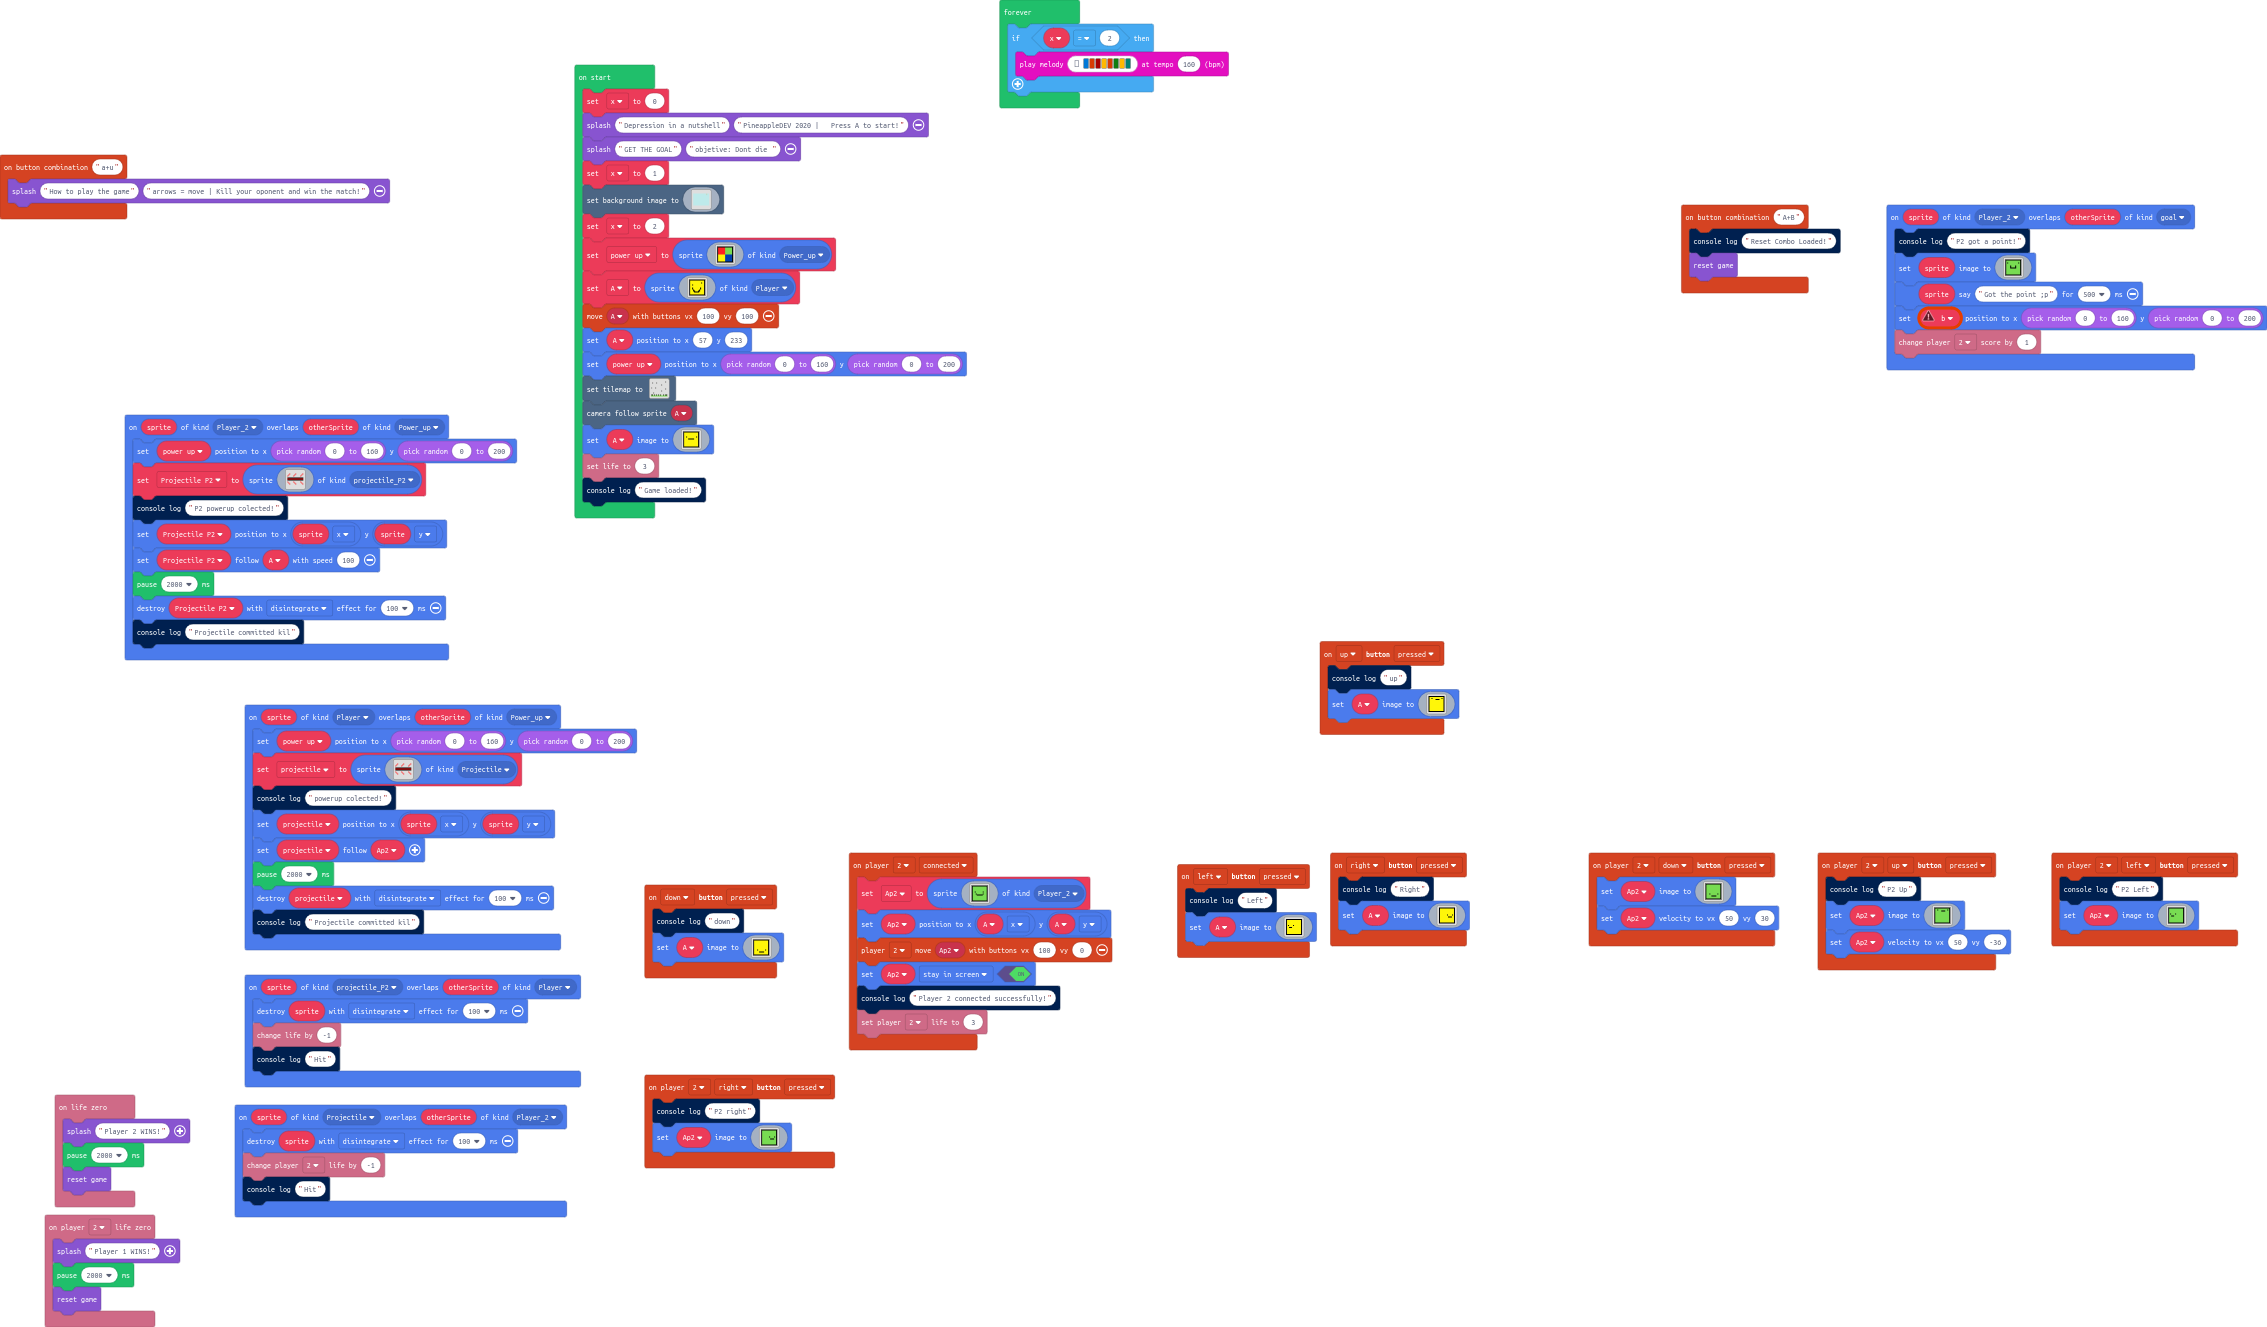 forever
if x = 2 then
play melody at tempo 160 (bpm)
on start
set x to 0
splash "Depression in a nutshell" "PineappleDEV 2020 | Press A to start!"
splash "GET THE GOAL" "objetive: Dont die "
set x to 1
set background image to
set x to 2
set power up to sprite of kind Power_up
set A to sprite of kind Player
move A with buttons vx 100 vy 100
set A position to x 57 y 233
set power up position to x pick random 0 to 160 y pick random 0 to 200
set tilemap to
camera follow sprite A
set A image to
set life to 3
console log "Game loaded!"
on button combination "a+u"
splash "How to play the game" "arrows = move | Kill your oponent and win the match!"
on button combination "A+B"
console log "Reset Combo Loaded!"
reset game
on sprite of kind Player_2 overlaps otherSprite of kind goal
console log "P2 got a point!"
set sprite image to
sprite say "Got the point ;p" for 500 ms
set b position to x pick random 0 to 160 y pick random 0 to 200
change player 2 score by 1
on sprite of kind Player_2 overlaps otherSprite of kind Power_up
set power up position to x pick random 0 to 160 y pick random 0 to 200
set Projectile P2 to sprite of kind projectile_P2
console log "P2 powerup colected!"
set Projectile P2 position to x sprite x y sprite y
set Projectile P2 follow A with speed 100
pause 2000 ms
destroy Projectile P2 with disintegrate effect for 100 ms
console log "Projectile committed kil"
on up button pressed
console log "up"
set A image to
on sprite of kind Player overlaps otherSprite of kind Power_up
set power up position to x pick random 0 to 160 y pick random 0 to 200
set projectile to sprite of kind Projectile
console log "powerup colected!"
set projectile position to x sprite x y sprite y
set projectile follow Ap2
pause 2000 ms
destroy projectile with disintegrate effect for 100 ms
console log "Projectile committed kil"
on down button pressed
console log "down"
set A image to
on player 2 connected
set Ap2 to sprite of kind Player_2
set Ap2 position to x A x y A y
player 2 move Ap2 with buttons vx 100 vy 0
set Ap2 stay in screen ON
console log "Player 2 connected successfully!"
set player 2 life to 3
on left button pressed
console log "Left"
set A image to
on right button pressed
console log "Right"
set A image to
on player 2 down button pressed
set Ap2 image to
set Ap2 velocity to vx 50 vy 30
on player 2 up button pressed
console log "P2 Up"
set Ap2 image to
set Ap2 velocity to vx 50 vy -36
on player 2 left button pressed
console log "P2 Left"
set Ap2 image to
on sprite of kind projectile_P2 overlaps otherSprite of kind Player
destroy sprite with disintegrate effect for 100 ms
change life by -1
console log "Hit"
on player 2 right button pressed
console log "P2 right"
set Ap2 image to
on life zero
splash "Player 2 WINS!"
pause 2000 ms
reset game
on sprite of kind Projectile overlaps otherSprite of kind Player_2
destroy sprite with disintegrate effect for 100 ms
change player 2 life by -1
console log "Hit"
on player 2 life zero
splash "Player 1 WINS!"
pause 2000 ms
reset game